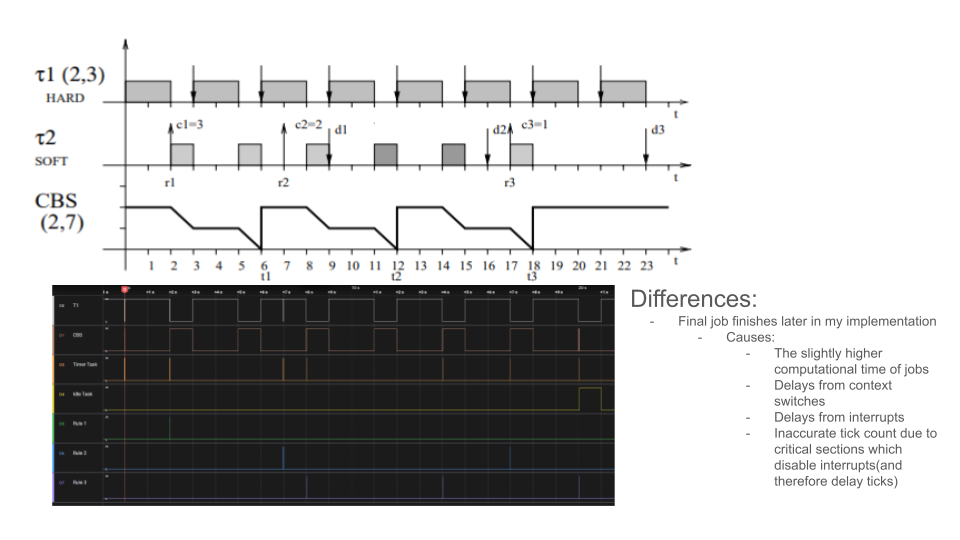 τ1 (2,3)
HARD
t
τ2
SOFT
c1=3
c2=2
d1
d2
c3=1
d3
r1
r2
r3
t
CBS
(2,7)
1 2 3 4 5 6 7 8 9 10 11 12 13 14 15 16 17 18 19 20 21 22 23
t
t1 t2 t3
T1
CBS
Timer Task
Idle Task
Rule 1
Rule 2
Rule 3
Differences:
- Final job finishes later in my implementation
- Causes:
- The slightly higher
computational time of jobs
- Delays from context
switches
- Delays from interrupts
- Inaccurate tick count due to
critical sections which
disable interrupts(and
therefore delay ticks)